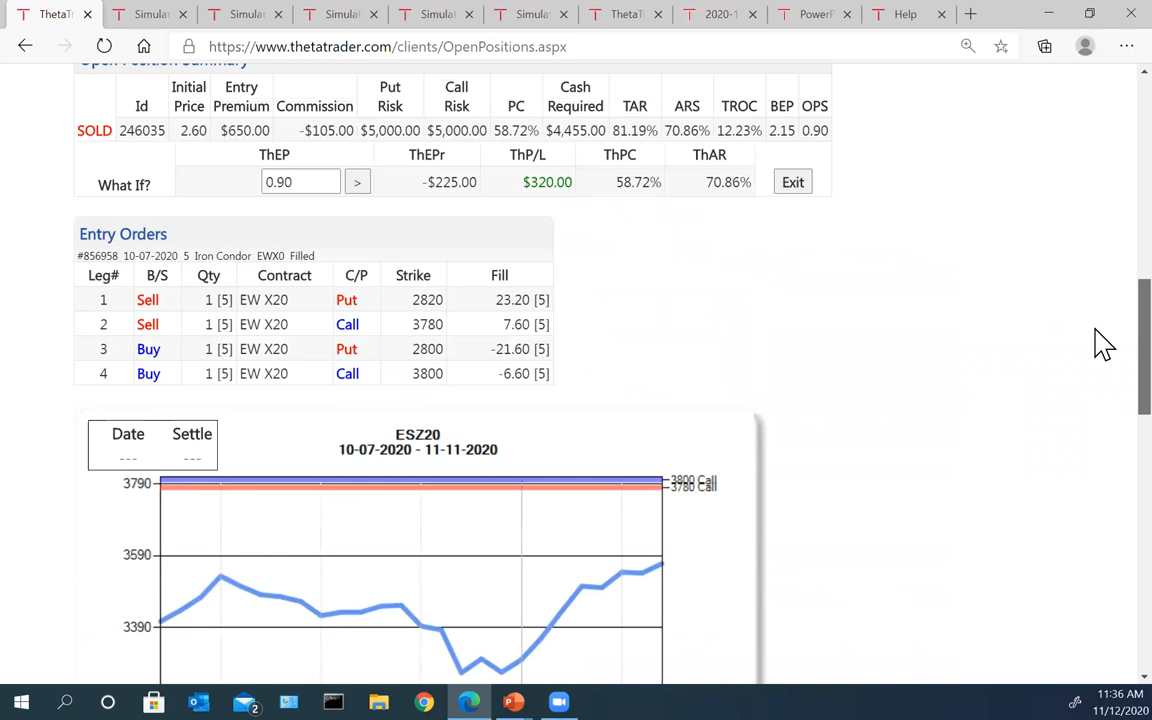 ThetaTr
Simular
Simulat
Simulat
Simulat
Simulat
ThetaTr
2020-1
PowerP
Help
https://www.thetatrader.com/clients/OpenPositions.aspx
Open Position Summary
Id Initial Price Entry Premium Commission Put Risk Call Risk PC Cash Required TAR ARS TROC BEP OPS
SOLD 246035 2.60 $650.00 -$105.00 $5,000.00 $5,000.00 58.72% $4,455.00 81.19% 70.86% 12.23% 2.15 0.90
ThEP ThEPr ThP/L ThPC ThAR
What If? 0.90 > -$225.00 $320.00 58.72% 70.86% Exit
Entry Orders
#856958 10-07-2020 5 Iron Condor EWX0 Filled
Leg# B/S Qty Contract C/P Strike Fill
1 Sell 1 [5] EW X20 Put 2820 23.20 [5]
2 Sell 1 [5] EW X20 Call 3780 7.60 [5]
3 Buy 1 [5] EW X20 Put 2800 -21.60 [5]
4 Buy 1 [5] EW X20 Call 3800 -6.60 [5]
Date Settle
--- ---
ESZ20
10-07-2020 - 11-11-2020
3790
3800 Call
3780 Call
3590
3390
2
11:36 AM
11/12/2020